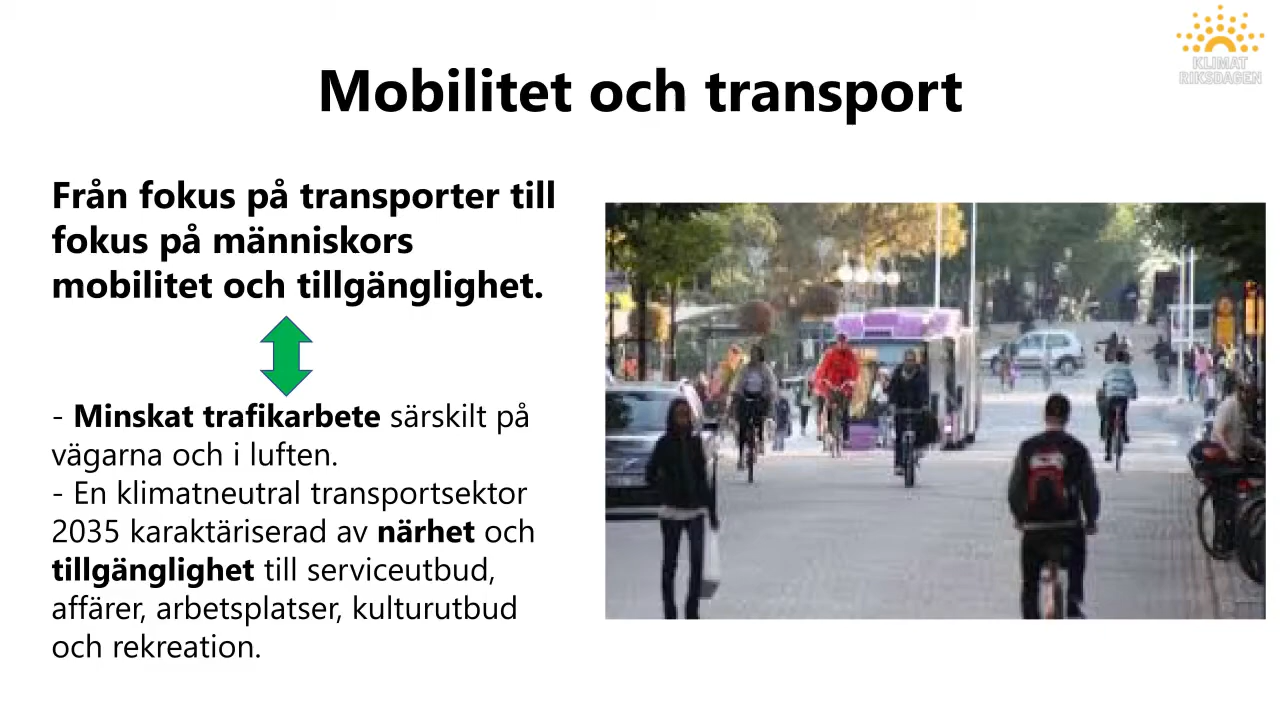 KLIMAT
RIKSDAGEN
Mobilitet och transport
Från fokus på transporter till
fokus på människors
mobilitet och tillgänglighet.
- Minskat trafikarbete särskilt på
vägarna och i luften.
- En klimatneutral transportsektor
2035 karaktäriserad av närhet och
tillgänglighet till serviceutbud,
affärer, arbetsplatser, kulturutbud
och rekreation.